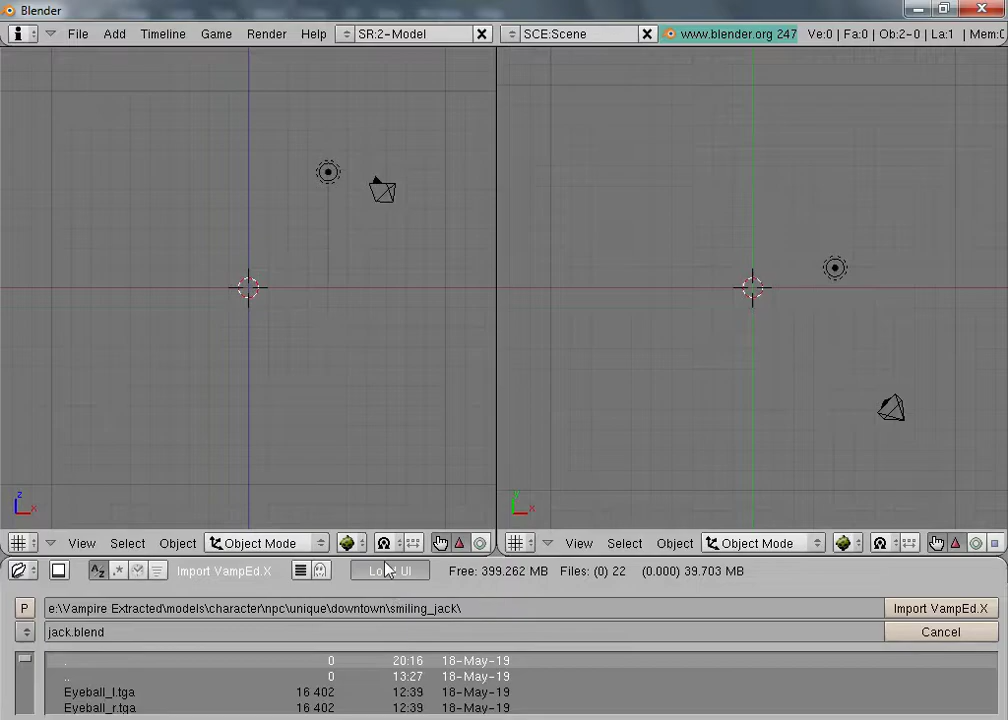 Blender
File Add Timeline Game Render Help SR:2-Model SCE:Scene www.blender.org 247 Ve:0 | Fa:0 | Ob:2-0 | La:1 | Mem:0
z x y x
View Select Object Object Mode View Select Object Object Mode
Import VampEd.X Free: 399.262 MB Files: (0) 22 (0.000) 39.703 MB
P e:\Vampire Extracted\models\character\npc\unique\downtown\smiling_jack\ Import VampEd.X
jack.blend Cancel
. 0 20:16 18-May-19
.. 0 13:27 18-May-19
Eyeball_l.tga 16 402 12:39 18-May-19
Eyeball_r.tga 16 402 12:39 18-May-19